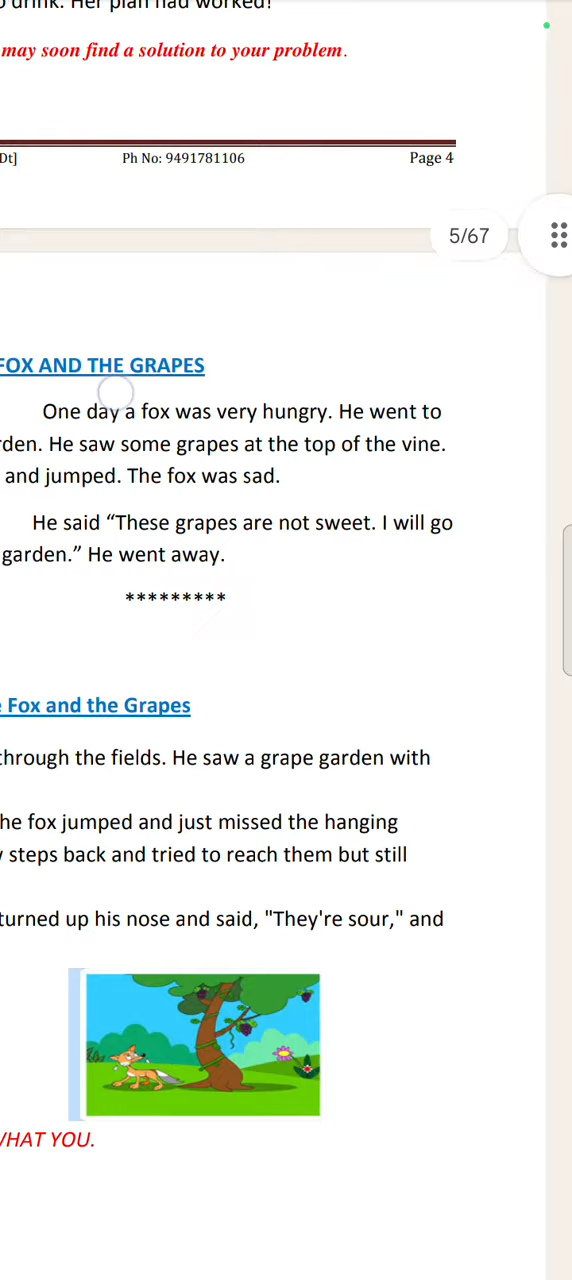 drink. Her plan had worked!
may soon find a solution to your problem.
Dt] Ph No: 9491781106 Page 4
5/67
FOX AND THE GRAPES
One day a fox was very hungry. He went to
rden. He saw some grapes at the top of the vine.
and jumped. The fox was sad.
He said “These grapes are not sweet. I will go
garden.” He went away.
*********
Fox and the Grapes
through the fields. He saw a grape garden with
he fox jumped and just missed the hanging
steps back and tried to reach them but still
turned up his nose and said, "They're sour," and
WHAT YOU.